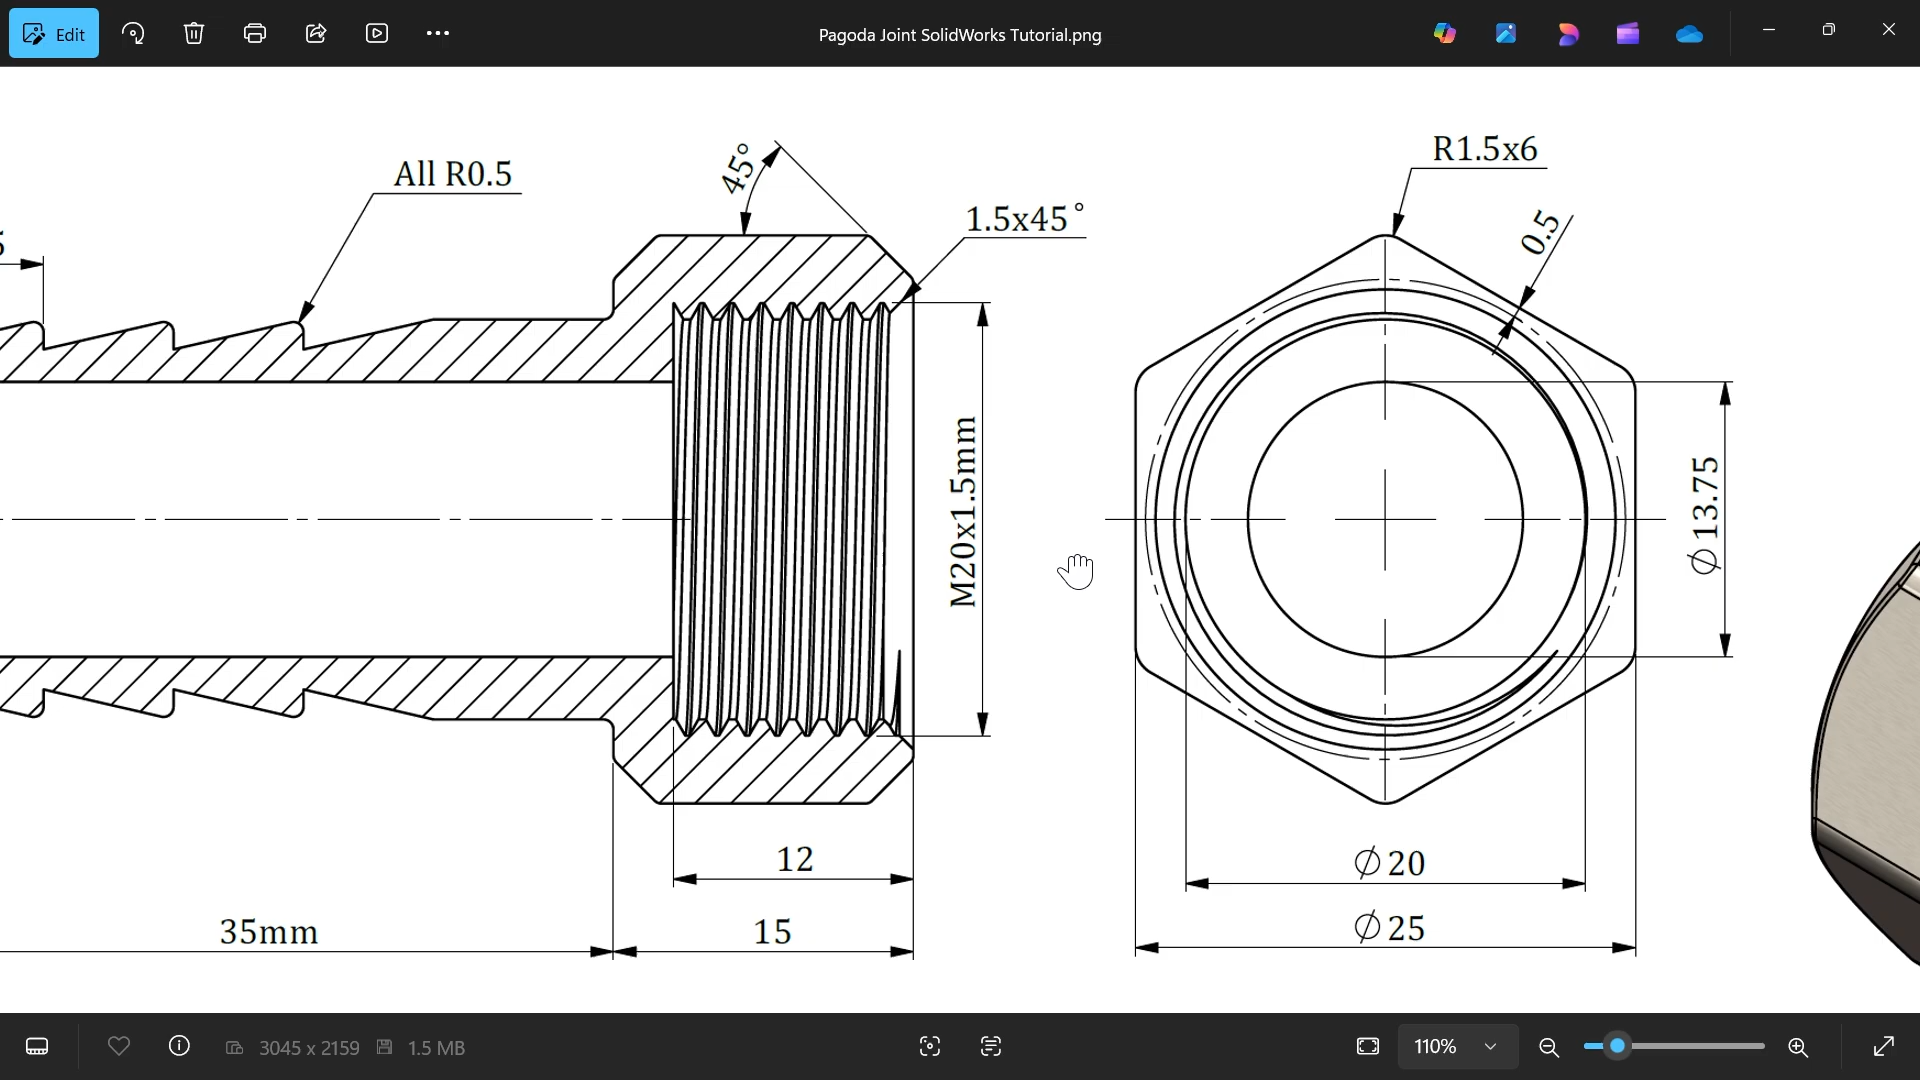 Edit
Pagoda Joint SolidWorks Tutorial.png
All R0.5
45°
1.5x45°
R1.5x6
0.5
M20x1.5mm
∅13.75
12
∅20
35mm
15
∅25
3045 x 2159
1.5 MB
110%